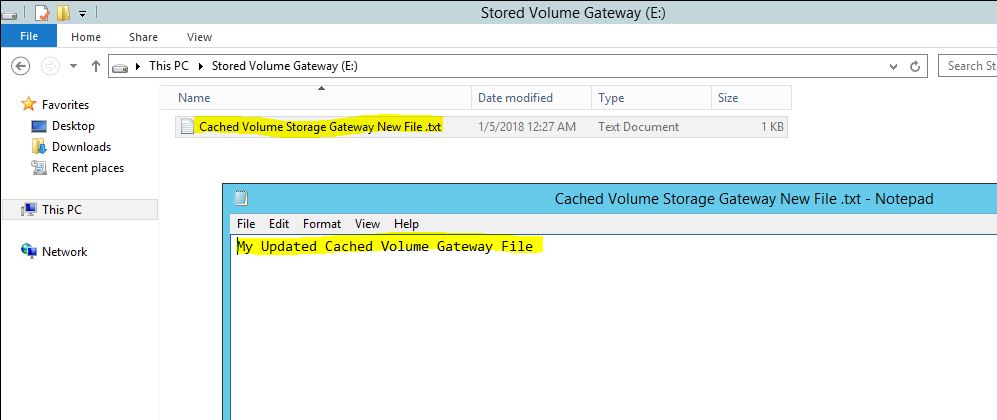 Stored Volume Gateway (E:)
File Home Share View
This PC Stored Volume Gateway (E:) Search St
Name Date modified Type Size
Cached Volume Storage Gateway New File .txt 1/5/2018 12:27 AM Text Document 1 KB
Favorites
Desktop
Downloads
Recent places
This PC
Network
Cached Volume Storage Gateway New File .txt - Notepad
File Edit Format View Help
My Updated Cached Volume Gateway File